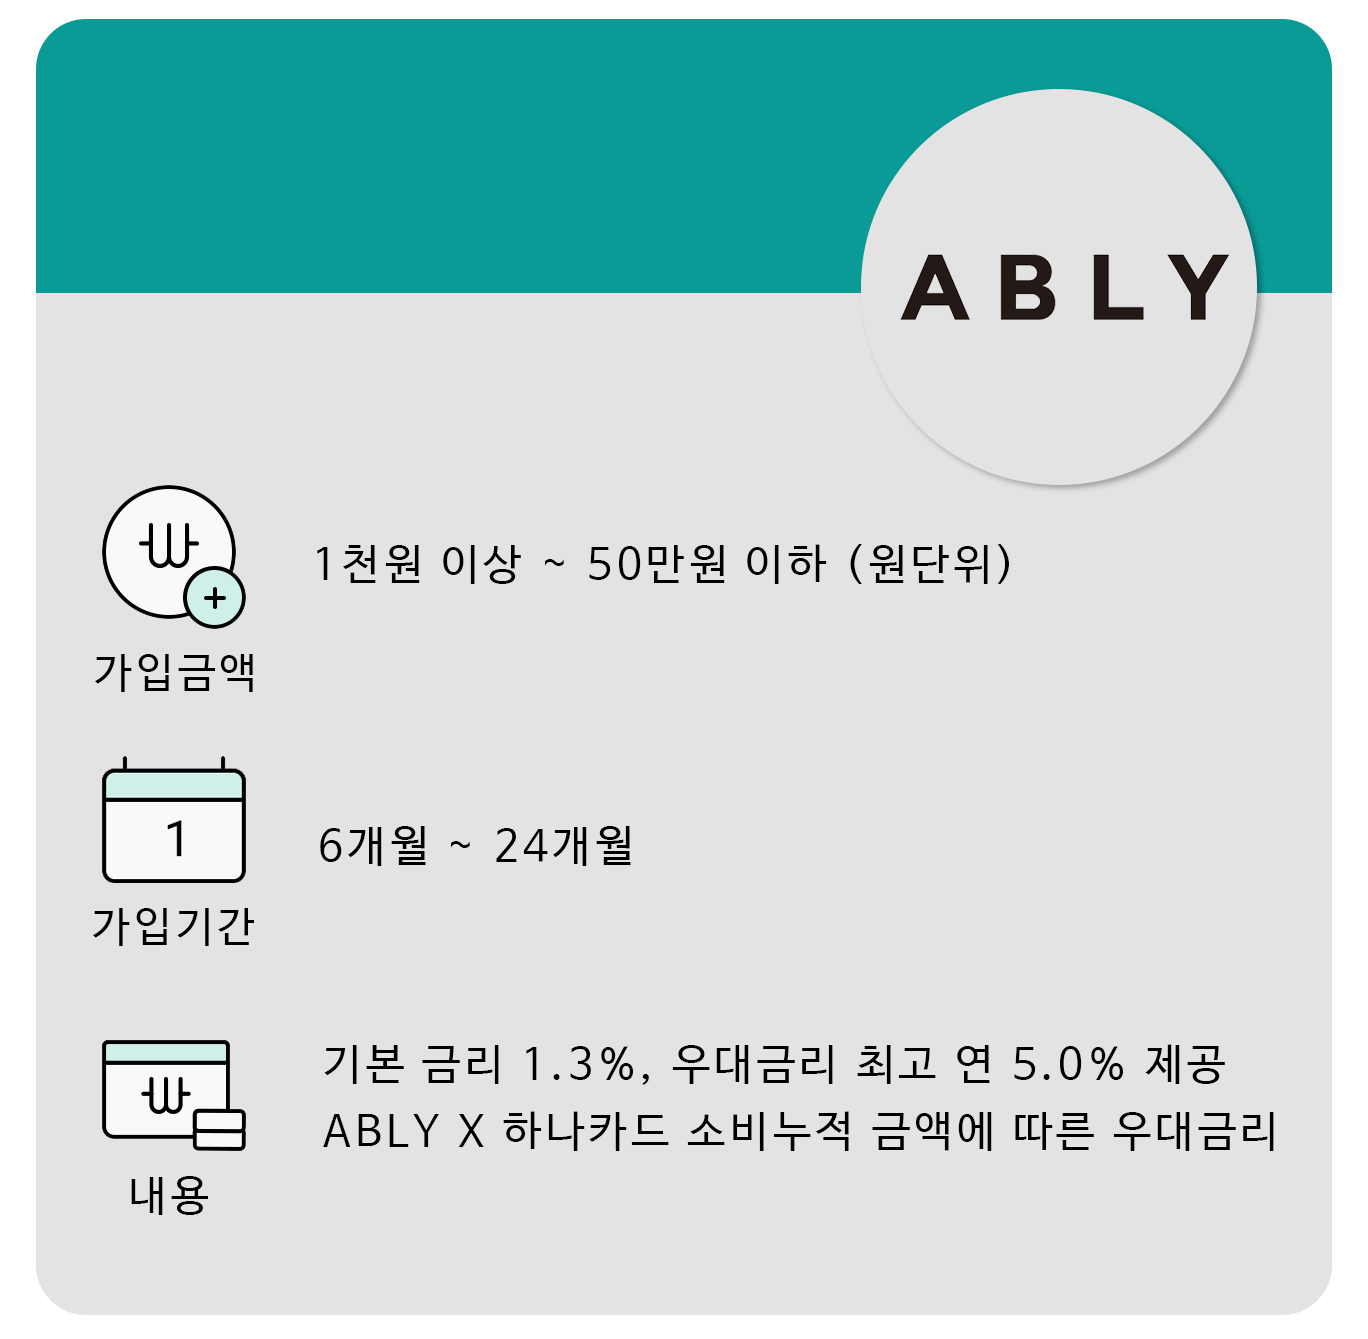 ABLY
1천원 이상 ~ 50만원 이하 (원단위)
가입금액
1
6개월 ~ 24개월
가입기간
기본 금리 1.3%, 우대금리 최고 연 5.0% 제공
ABLY X 하나카드 소비누적 금액에 따른 우대금리
내용